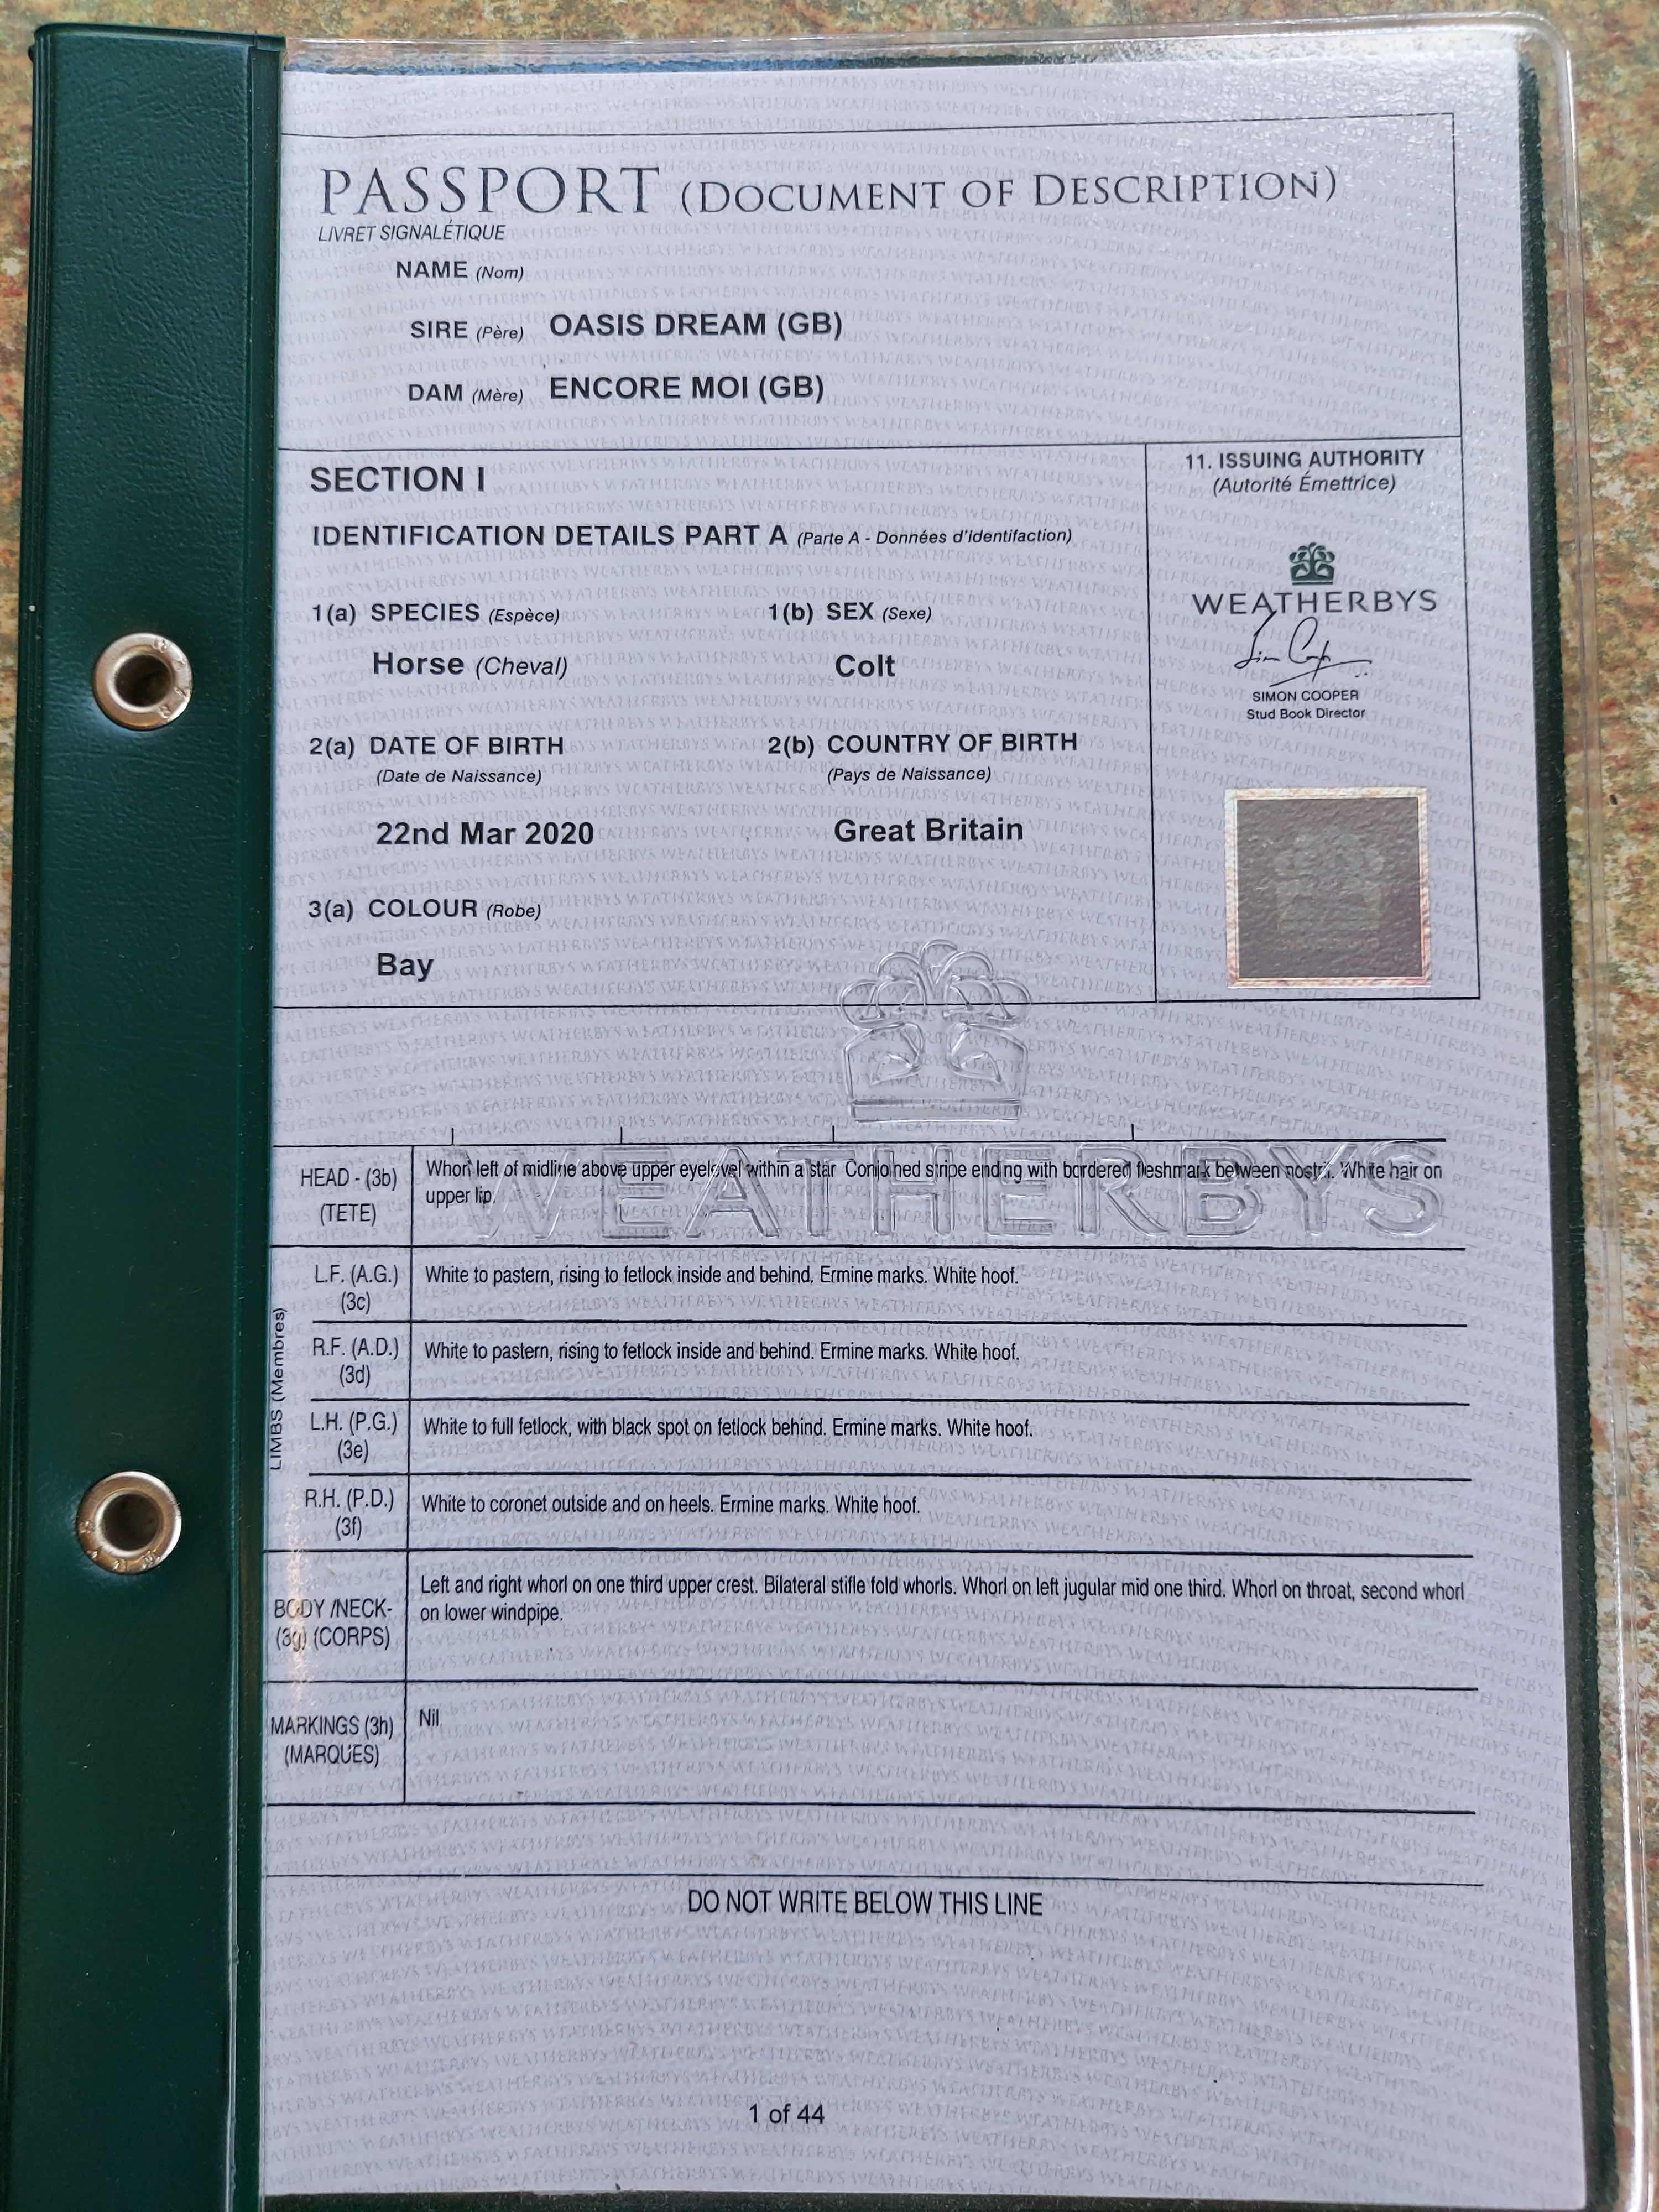 PASSPORT (DOCUMENT OF DESCRIPTION)
LIVRET SIGNALÉTIQUE
NAME (Nom)
SIRE (Père) OASIS DREAM (GB)
DAM (Mère) ENCORE MOI (GB)
SECTION I
IDENTIFICATION DETAILS PART A (Parte A - Données d'Identifaction)
1(a) SPECIES (Espèce) 1(b) SEX (Sexe)
Horse (Cheval) Colt
2(a) DATE OF BIRTH 2(b) COUNTRY OF BIRTH
(Date de Naissance) (Pays de Naissance)
22nd Mar 2020 Great Britain
3(a) COLOUR (Robe)
Bay
11. ISSUING AUTHORITY
(Autorité Émettrice)
WEATHERBYS
SIMON COOPER
Stud Book Director
WEATHERBYS
HEAD - (3b)
(TETE)
Whorl left of midline above upper eyelevel within a star Conjoined stripe ending with bordered fleshmark between nostril. White hair on
upper lip.
LIMBS (Membres)
L.F. (A.G.)
(3c)
White to pastern, rising to fetlock inside and behind. Ermine marks. White hoof.
R.F. (A.D.)
(3d)
White to pastern, rising to fetlock inside and behind. Ermine marks. White hoof.
L.H. (P.G.)
(3e)
White to full fetlock, with black spot on fetlock behind. Ermine marks. White hoof.
R.H. (P.D.)
(3f)
White to coronet outside and on heels. Ermine marks. White hoof.
BODY /NECK-
(3g) (CORPS)
Left and right whorl on one third upper crest. Bilateral stifle fold whorls. Whorl on left jugular mid one third. Whorl on throat, second whorl
on lower windpipe.
MARKINGS (3h)
(MARQUES)
Nil
DO NOT WRITE BELOW THIS LINE
1 of 44